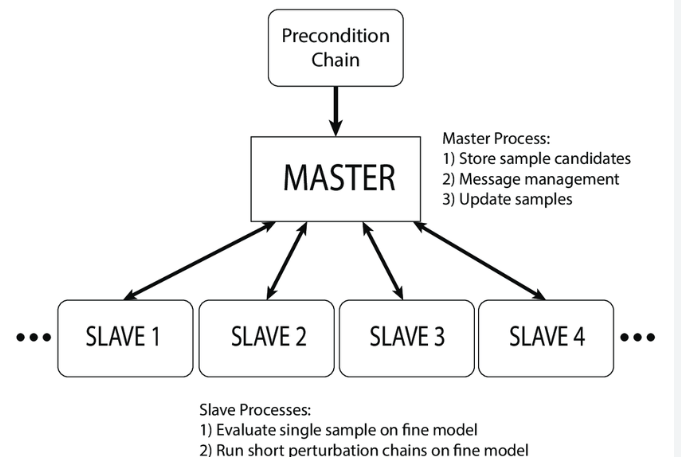 Precondition
Chain
MASTER
Master Process:
1) Store sample candidates
2) Message management
3) Update samples
SLAVE 1
SLAVE 2
SLAVE 3
SLAVE 4
Slave Processes:
1) Evaluate single sample on fine model
2) Run short perturbation chains on fine model